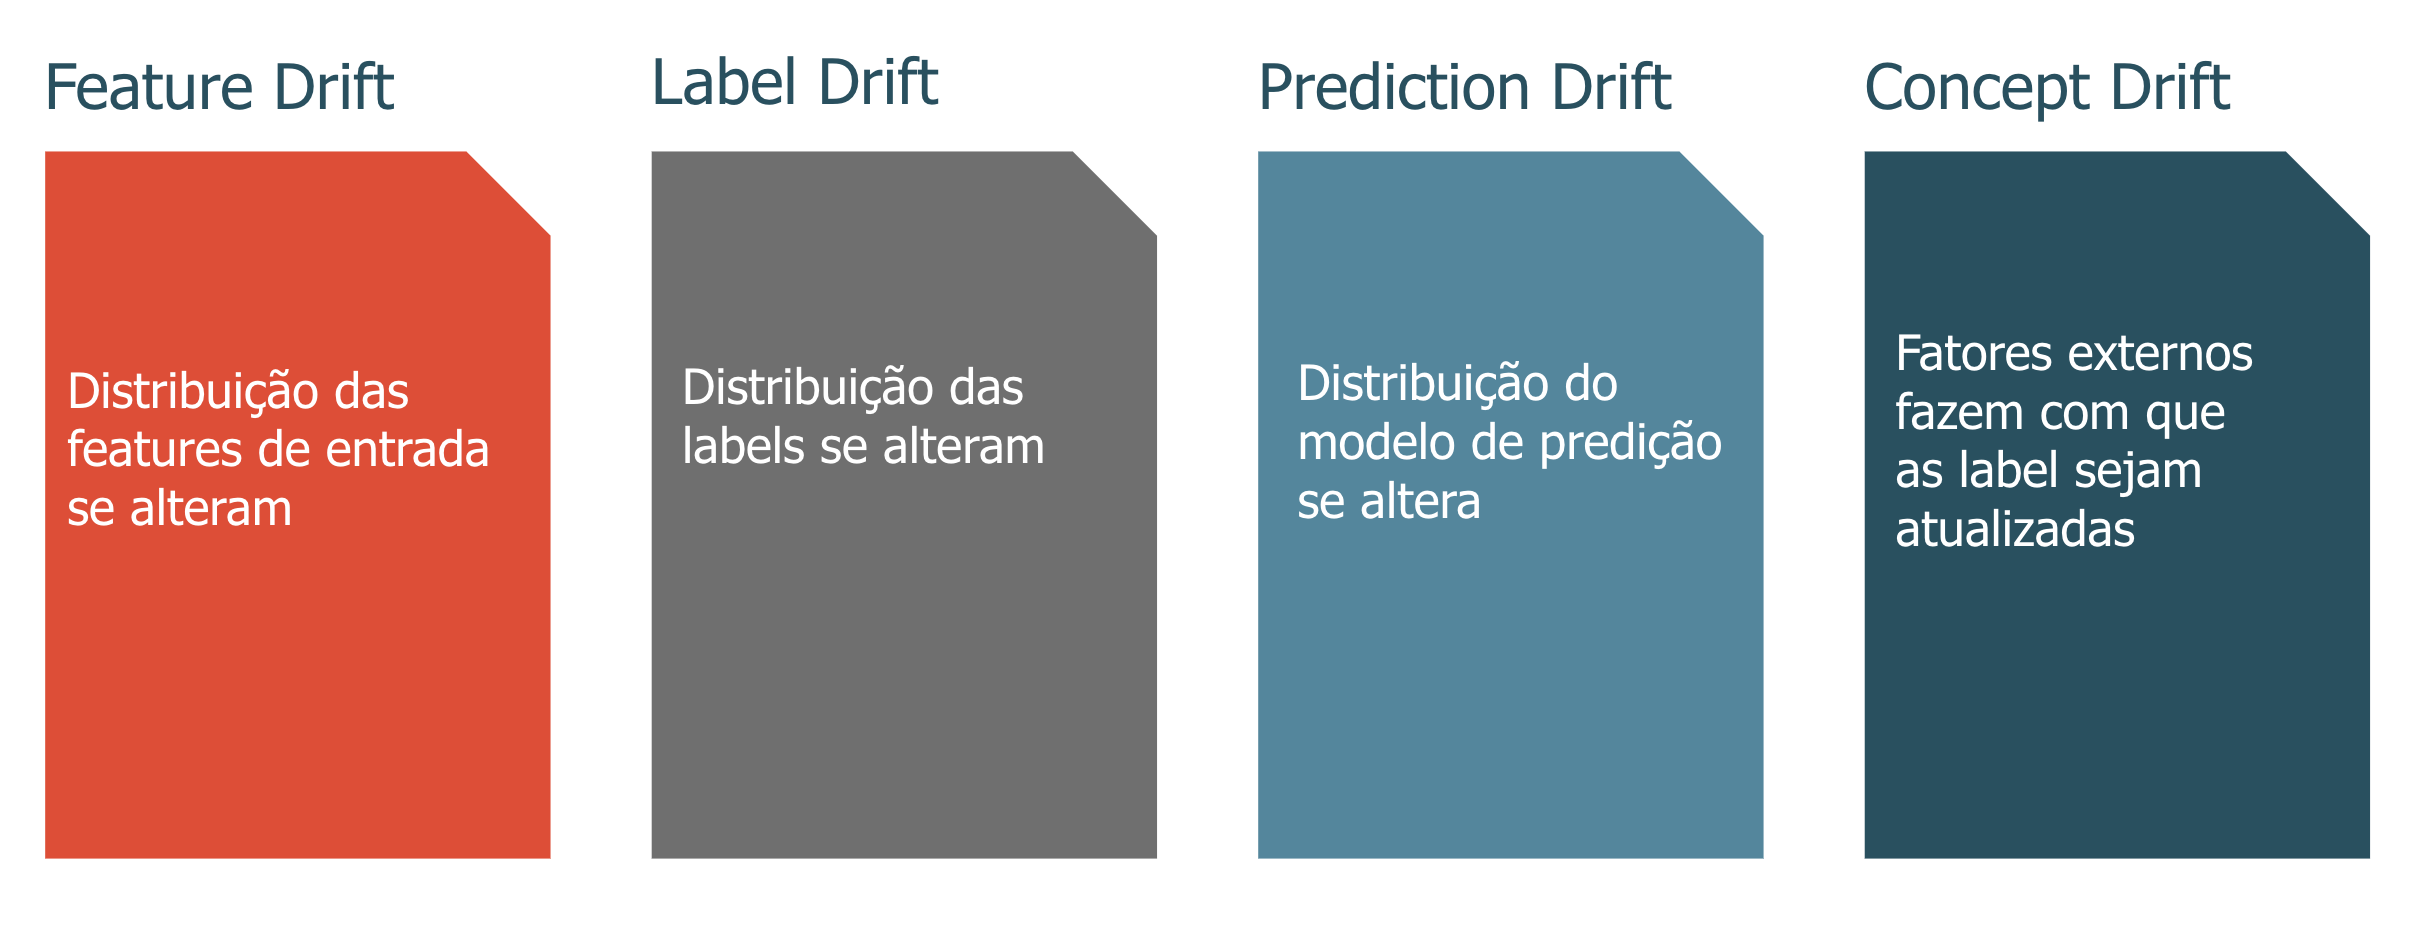 Feature Drift
Distribuição das
features de entrada
se alteram
Label Drift
Distribuição das
labels se alteram
Prediction Drift
Distribuição do
modelo de predição
se altera
Concept Drift
Fatores externos
fazem com que
as label sejam
atualizadas